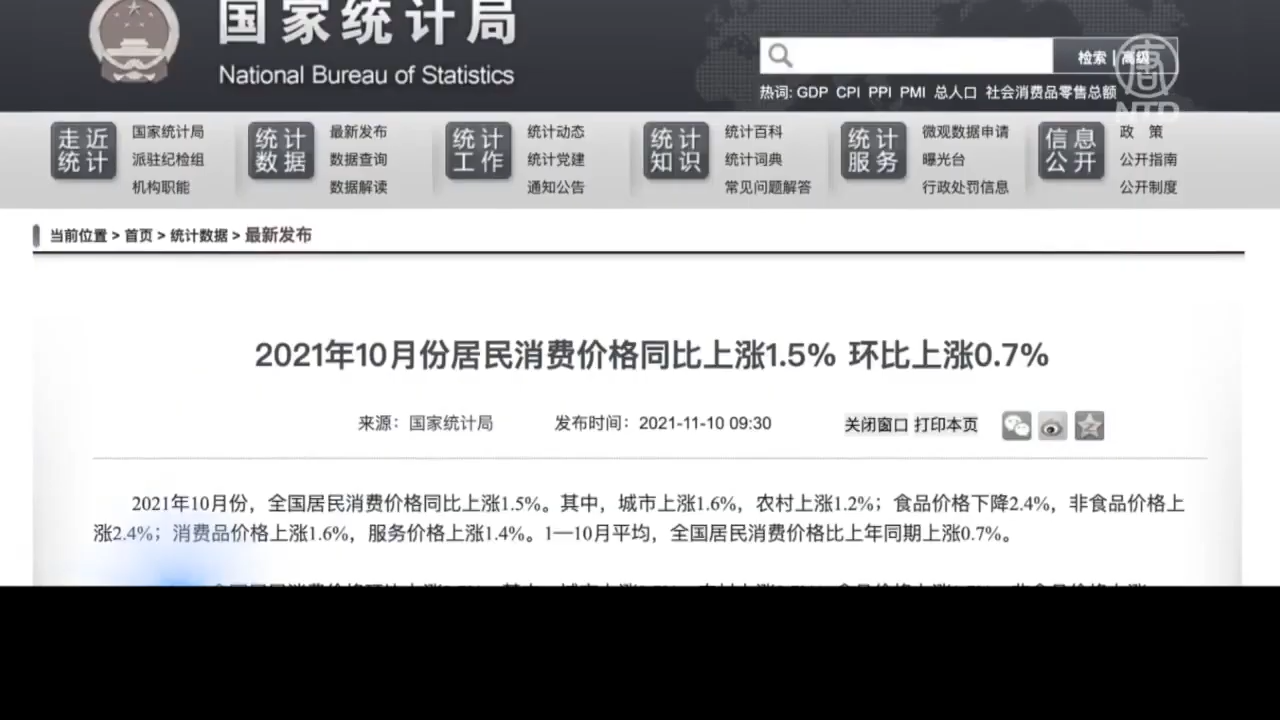 国家统计局
National Bureau of Statistics
检索 | 高级
热词: GDP CPI PPI PMI 总人口 社会消费品零售总额
唐
NTD
走近统计
国家统计局
派驻纪检组
机构职能
统计数据
最新发布
数据查询
数据解读
统计工作
统计动态
统计党建
通知公告
统计知识
统计百科
统计词典
常见问题解答
统计服务
微观数据申请
曝光台
行政处罚信息
信息公开
政 策
公开指南
公开制度
当前位置 > 首页 > 统计数据 > 最新发布
2021年10月份居民消费价格同比上涨1.5% 环比上涨0.7%
来源：国家统计局 发布时间：2021-11-10 09:30 关闭窗口 打印本页
2021年10月份，全国居民消费价格同比上涨1.5%。其中，城市上涨1.6%，农村上涨1.2%；食品价格下降2.4%，非食品价格上
涨2.4%；消费品价格上涨1.6%，服务价格上涨1.4%。1—10月平均，全国居民消费价格比上年同期上涨0.7%。